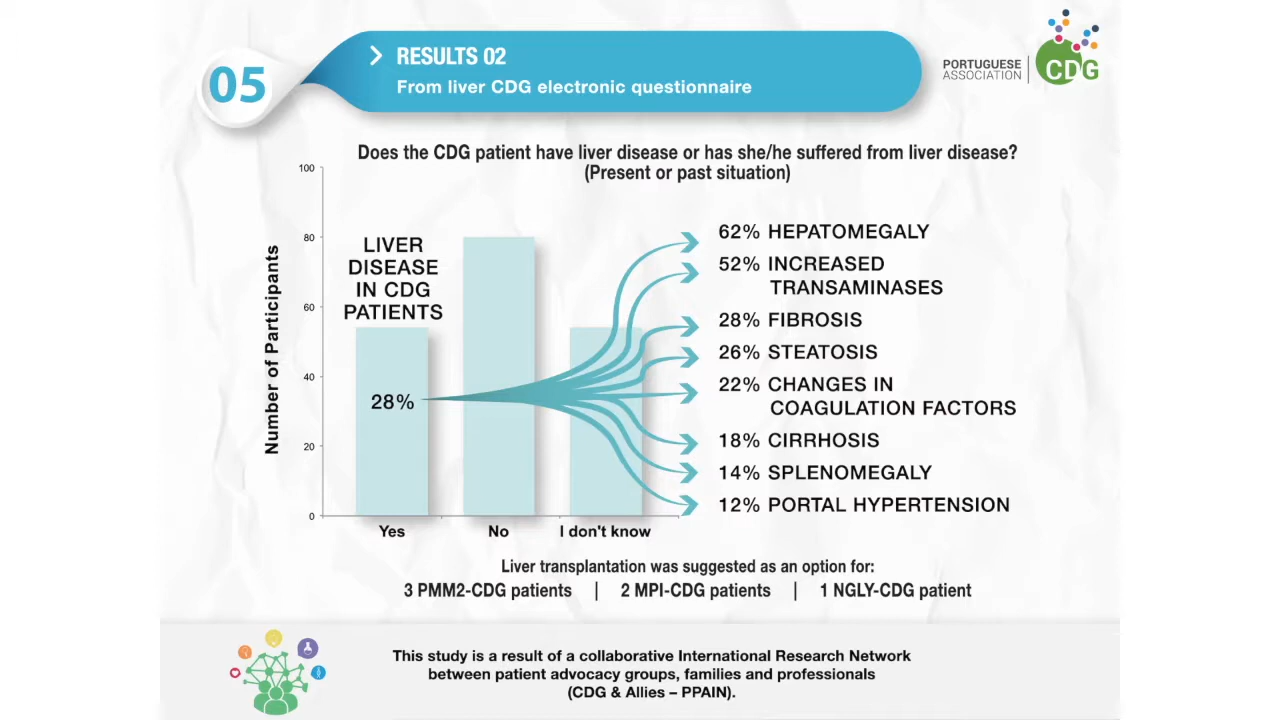 05
RESULTS 02
From liver CDG electronic questionnaire
PORTUGUESE
ASSOCIATION
CDG
Does the CDG patient have liver disease or has she/he suffered from liver disease?
(Present or past situation)
Number of Participants
100
80
60
40
20
0
LIVER
DISEASE
IN CDG
PATIENTS
28%
Yes
No
I don't know
62% HEPATOMEGALY
52% INCREASED
TRANSAMINASES
28% FIBROSIS
26% STEATOSIS
22% CHANGES IN
COAGULATION FACTORS
18% CIRRHOSIS
14% SPLENOMEGALY
12% PORTAL HYPERTENSION
Liver transplantation was suggested as an option for:
3 PMM2-CDG patients | 2 MPI-CDG patients | 1 NGLY-CDG patient
This study is a result of a collaborative International Research Network
between patient advocacy groups, families and professionals
(CDG & Allies – PPAIN).